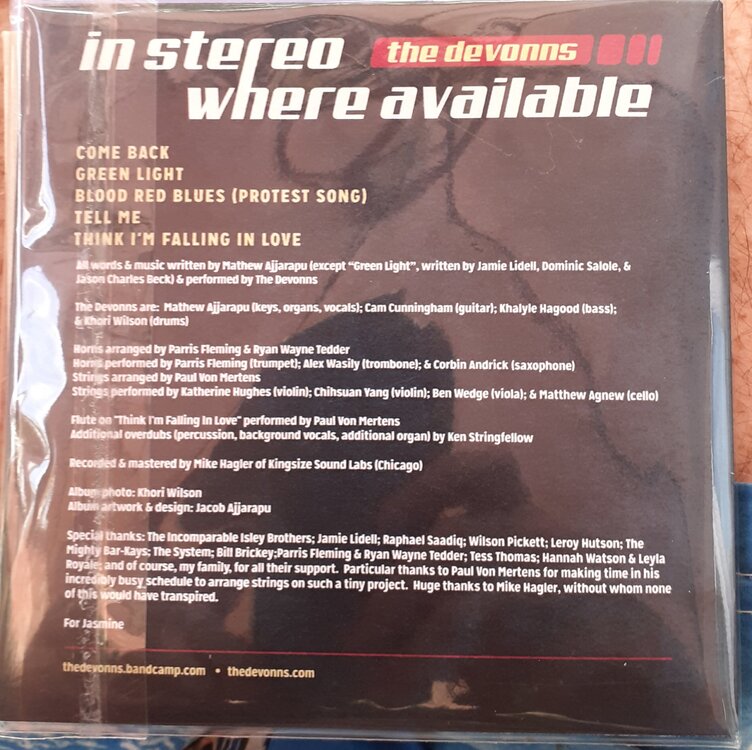 in stereo
the devonns
where available
COME BACK
GREEN LIGHT
BLOOD RED BLUES (PROTEST SONG)
TELL ME
THINK I'M FALLING IN LOVE
All words & music written by Mathew Ajjarapu (except "Green Light", written by Jamie Lidell, Dominic Salole, &
Jason Charles Beck) & performed by The Devonns
The Devonns are: Mathew Ajjarapu (keys, organs, vocals); Cam Cunningham (guitar); Khalyle Hagood (bass);
& Khori Wilson (drums)
Horns arranged by Parris Fleming & Ryan Wayne Tedder
Horns performed by Parris Fleming (trumpet); Alex Wasily (trombone); & Corbin Andrick (saxophone)
Strings arranged by Paul Von Mertens
Strings performed by Katherine Hughes (violin); Chihsuan Yang (violin); Ben Wedge (viola); & Matthew Agnew (cello)
Flute on "Think I'm Falling In Love" performed by Paul Von Mertens
Additional overdubs (percussion, background vocals, additional organ) by Ken Stringfellow
Recorded & mastered by Mike Hagler of Kingsize Sound Labs (Chicago)
Album photo: Khori Wilson
Album artwork & design: Jacob Ajjarapu
Special thanks: The Incomparable Isley Brothers; Jamie Lidell; Raphael Saadiq; Wilson Pickett; Leroy Hutson; The
Mighty Bar-Kays; The System; Bill Brickey;Parris Fleming & Ryan Wayne Tedder; Tess Thomas; Hannah Watson & Leyla
Royale; and of course, my family, for all their support. Particular thanks to Paul Von Mertens for making time in his
incredibly busy schedule to arrange strings on such a tiny project. Huge thanks to Mike Hagler, without whom none
of this would have transpired.
For Jasmine
thedevonns.bandcamp.com • thedevonns.com